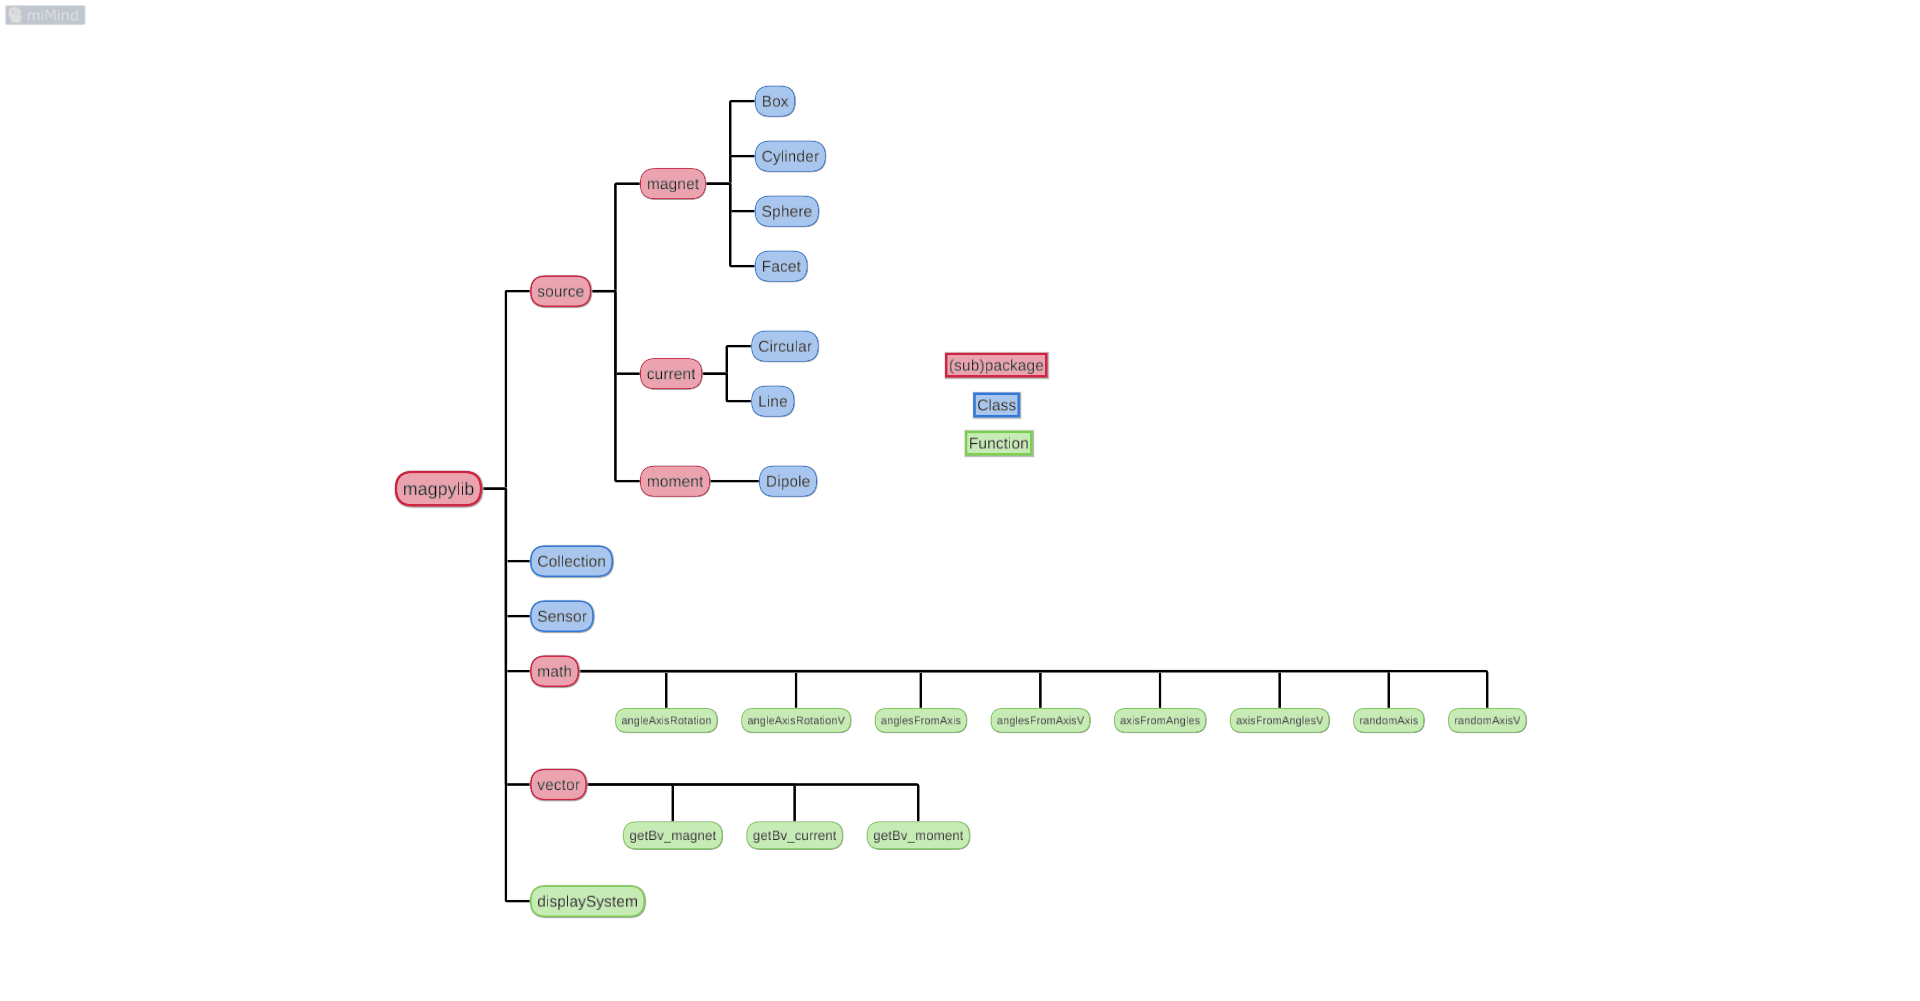 miMind
Box
Cylinder
magnet
Sphere
Facet
source
Circular
(sub)package
current
Line
Class
Function
moment
Dipole
magpylib
Collection
Sensor
math
angleAxisRotation
angleAxisRotationV
anglesFromAxis
anglesFromAxisV
axisFromAngles
axisFromAnglesV
randomAxis
randomAxisV
vector
getBv_magnet
getBv_current
getBv_moment
displaySystem